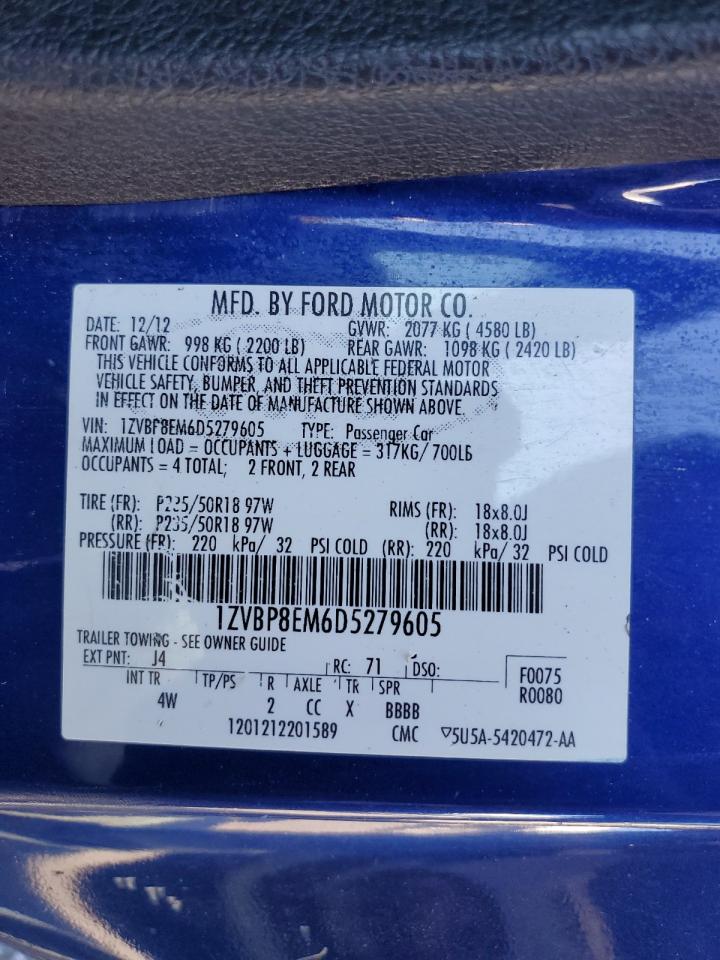 MFD. BY FORD MOTOR CO.
DATE: 12/12 GVWR: 2077 KG ( 4580 LB)
FRONT GAWR: 998 KG ( 2200 LB) REAR GAWR: 1098 KG ( 2420 LB)
THIS VEHICLE CONFORMS TO ALL APPLICABLE FEDERAL MOTOR
VEHICLE SAFETY, BUMPER, AND THEFT PREVENTION STANDARDS
IN EFFECT ON THE DATE OF MANUFACTURE SHOWN ABOVE.
VIN: 1ZVBP8EM6D5279605 TYPE: Passenger Car
MAXIMUM LOAD = OCCUPANTS + LUGGAGE = 317KG/ 700LB
OCCUPANTS = 4 TOTAL; 2 FRONT, 2 REAR
TIRE (FR): P235/50R18 97W RIMS (FR): 18x8.0J
(RR): P235/50R18 97W (RR): 18x8.0J
PRESSURE (FR): 220 kPa/ 32 PSI COLD (RR): 220 kPa/ 32 PSI COLD
1ZVBP8EM6D5279605
TRAILER TOWING - SEE OWNER GUIDE
EXT PNT: J4 RC: 71 DSO: F0075
INT TR TP/PS R AXLE TR SPR R0080
4W 2 CC X BBBB
1201212201589 CMC ▽5U5A-5420472-AA